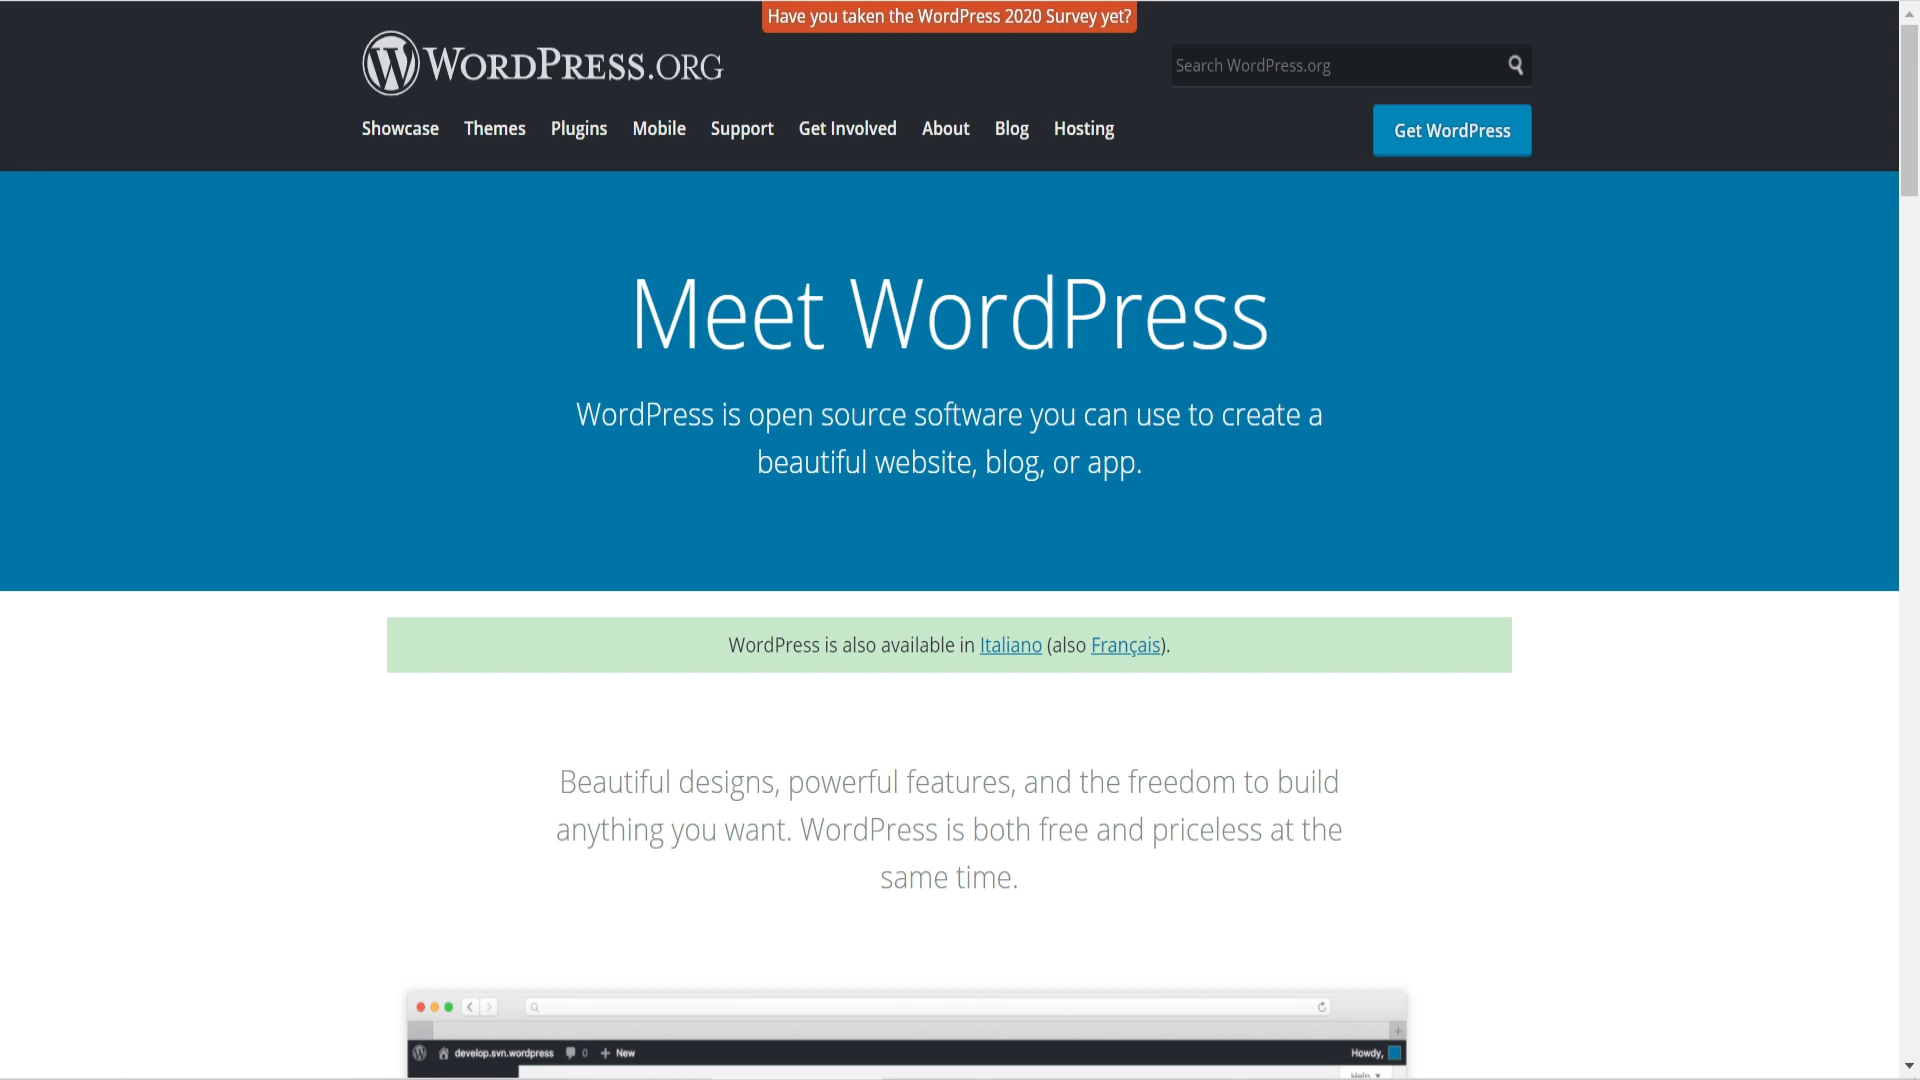 Have you taken the WordPress 2020 Survey yet?
WORDPRESS.ORG
Search WordPress.org
Showcase Themes Plugins Mobile Support Get Involved About Blog Hosting
Get WordPress
Meet WordPress
WordPress is open source software you can use to create a
beautiful website, blog, or app.
WordPress is also available in Italiano (also Français).
Beautiful designs, powerful features, and the freedom to build
anything you want. WordPress is both free and priceless at the
same time.
develop.svn.wordpress 0 + New Howdy,
Help